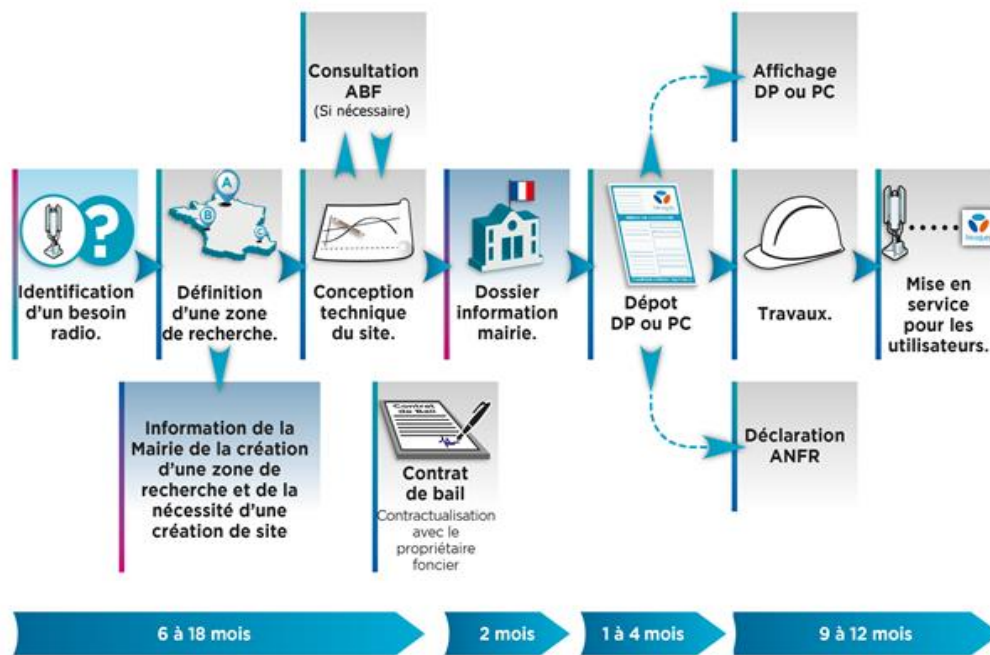 Consultation
ABF
(Si nécessaire)
Affichage
DP ou PC
A
B
C
?
Identification
d'un besoin
radio.
Définition
d'une zone
de recherche.
Conception
technique
du site.
Dossier
information
mairie.
Dépot
DP ou PC
Travaux.
Mise en
service
pour les
utilisateurs.
Information de la
Mairie de la création
d'une zone de
recherche et de la
nécessité d'une
création de site
Contrat
de Bail
Contrat
de bail
Contractualisation
avec le
propriétaire
foncier
Déclaration
ANFR
6 à 18 mois
2 mois
1 à 4 mois
9 à 12 mois